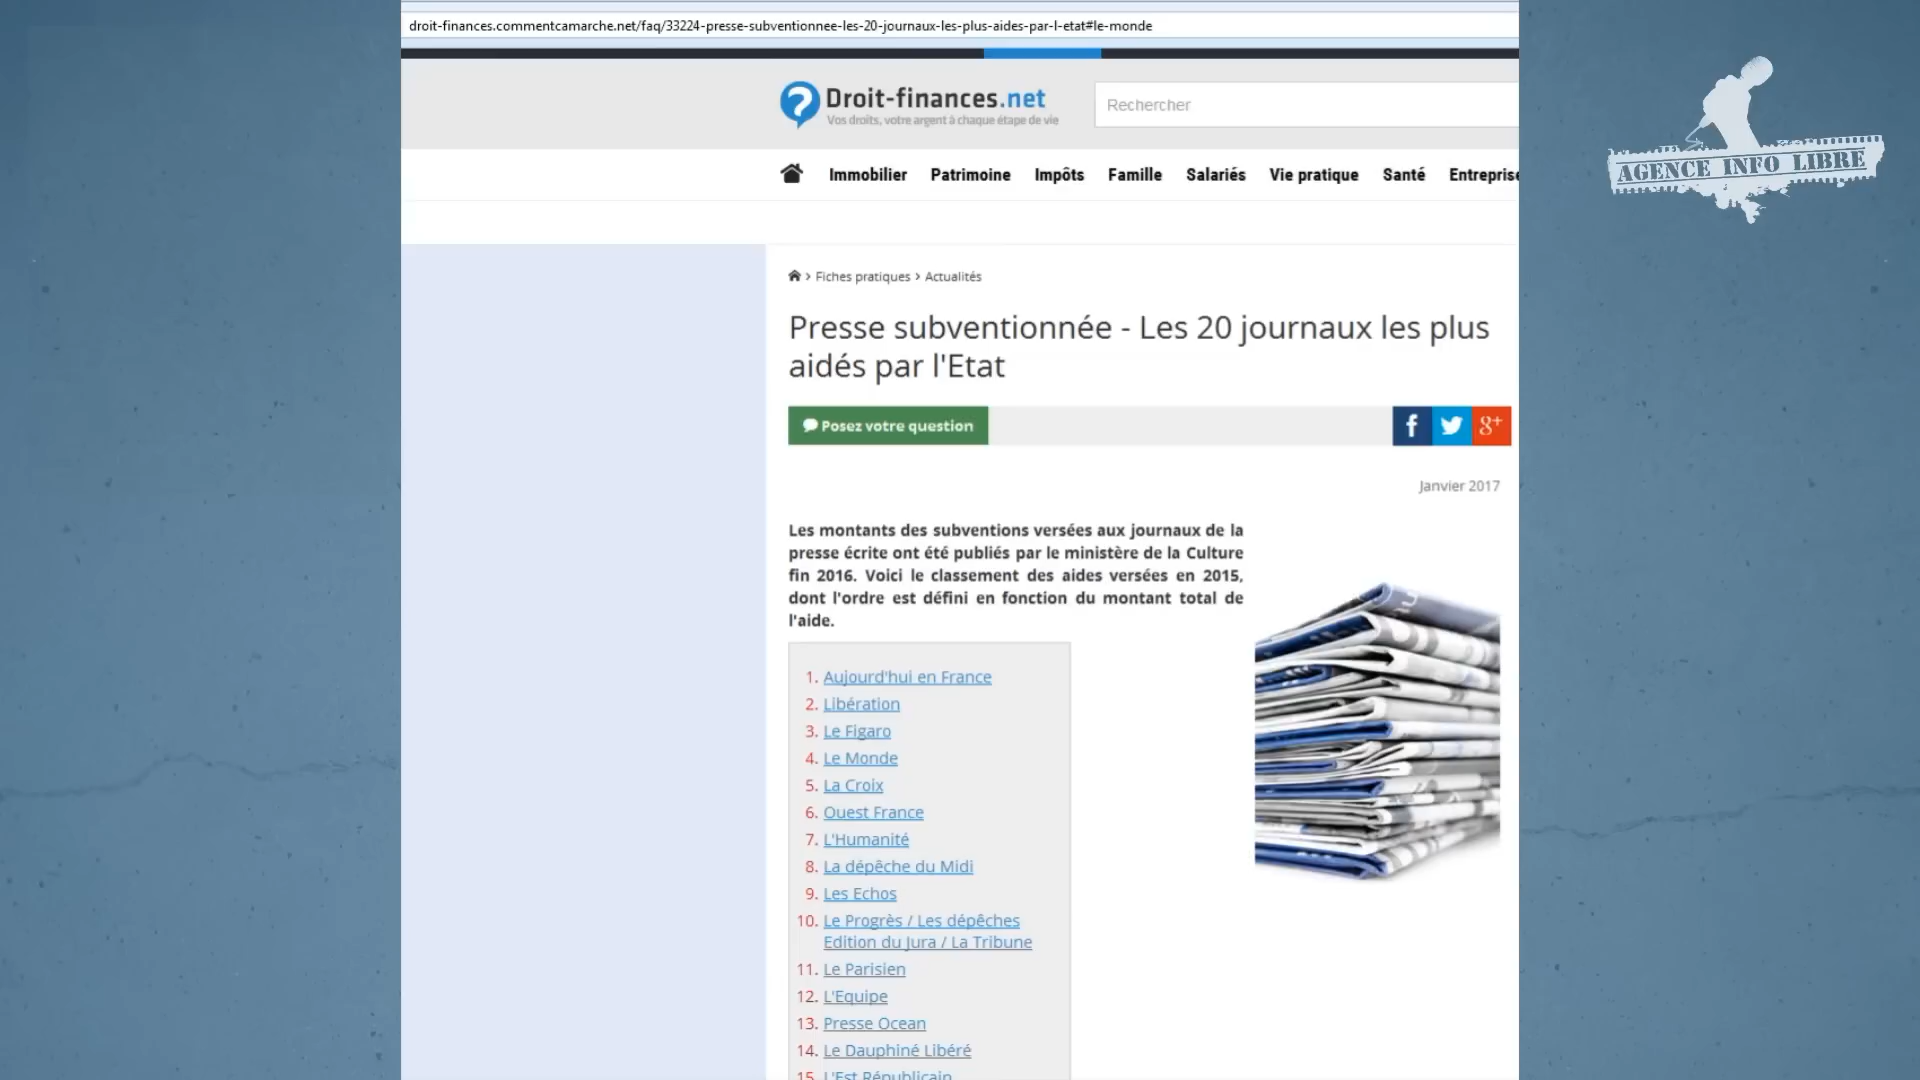 droit-finances.commentcamarche.net/faq/33224-presse-subventionnee-les-20-journaux-les-plus-aides-par-l-etat#le-monde
Droit-finances.net
Vos droits, votre argent à chaque étape de vie
Rechercher
AGENCE INFO LIBRE
Immobilier Patrimoine Impôts Famille Salariés Vie pratique Santé Entreprise
> Fiches pratiques > Actualités
Presse subventionnée - Les 20 journaux les plus
aidés par l'Etat
Posez votre question
Janvier 2017
Les montants des subventions versées aux journaux de la
presse écrite ont été publiés par le ministère de la Culture
fin 2016. Voici le classement des aides versées en 2015,
dont l'ordre est défini en fonction du montant total de
l'aide.
1. Aujourd'hui en France
2. Libération
3. Le Figaro
4. Le Monde
5. La Croix
6. Ouest France
7. L'Humanité
8. La dépêche du Midi
9. Les Echos
10. Le Progrès / Les dépêches
Edition du Jura / La Tribune
11. Le Parisien
12. L'Equipe
13. Presse Ocean
14. Le Dauphiné Libéré
15. L'Est Républicain